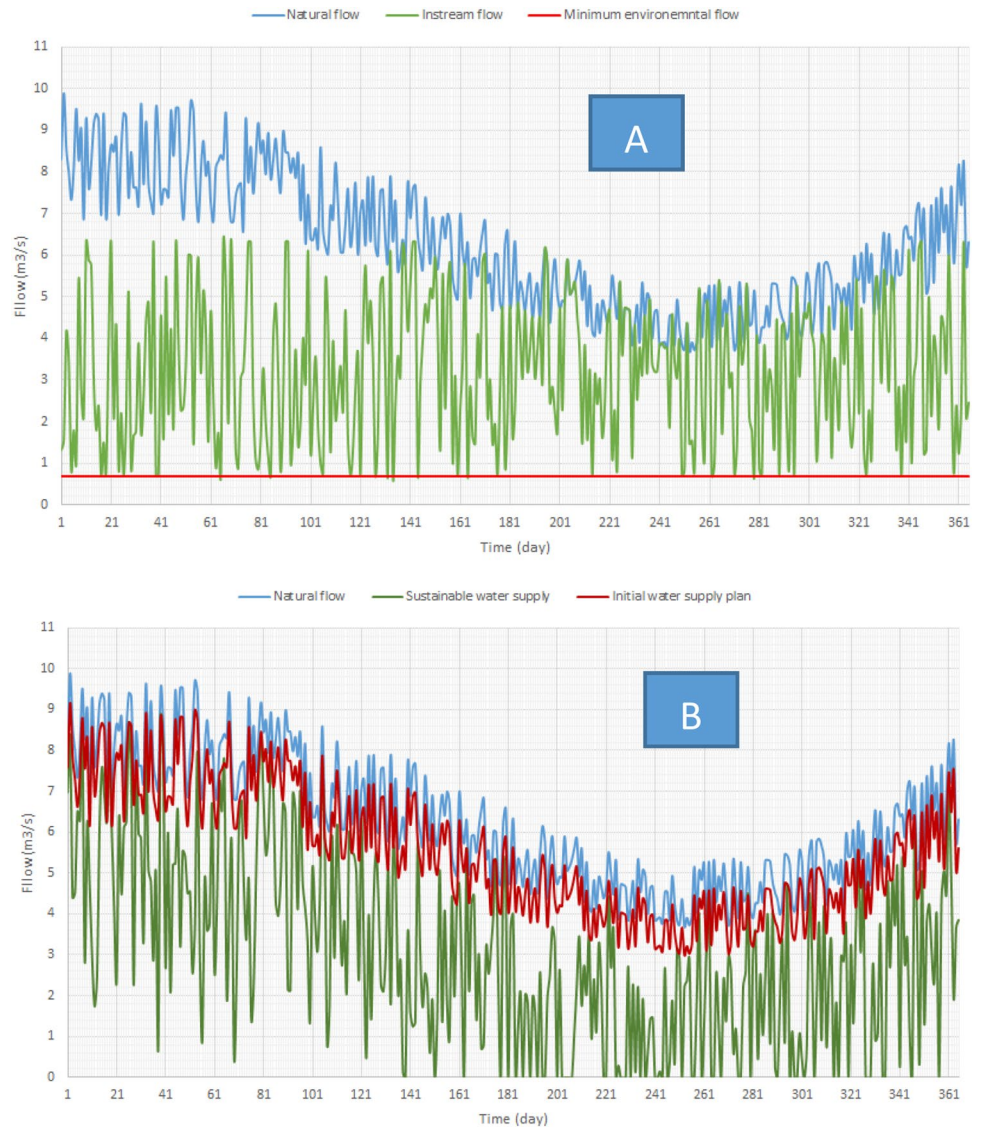 Natural flow Instream flow Minimum environemntal flow
11
10
9
8
7
6
5
4
3
2
1
0
Fllow(m3/s)
A
1 21 41 61 81 101 121 141 161 181 201 221 241 261 281 301 321 341 361
Time (day)
Natural flow Sustainable water supply Initial water supply plan
11
10
9
8
7
6
5
4
3
2
1
0
Fllow(m3/s)
B
1 21 41 61 81 101 121 141 161 181 201 221 241 261 281 301 321 341 361
Time (day)